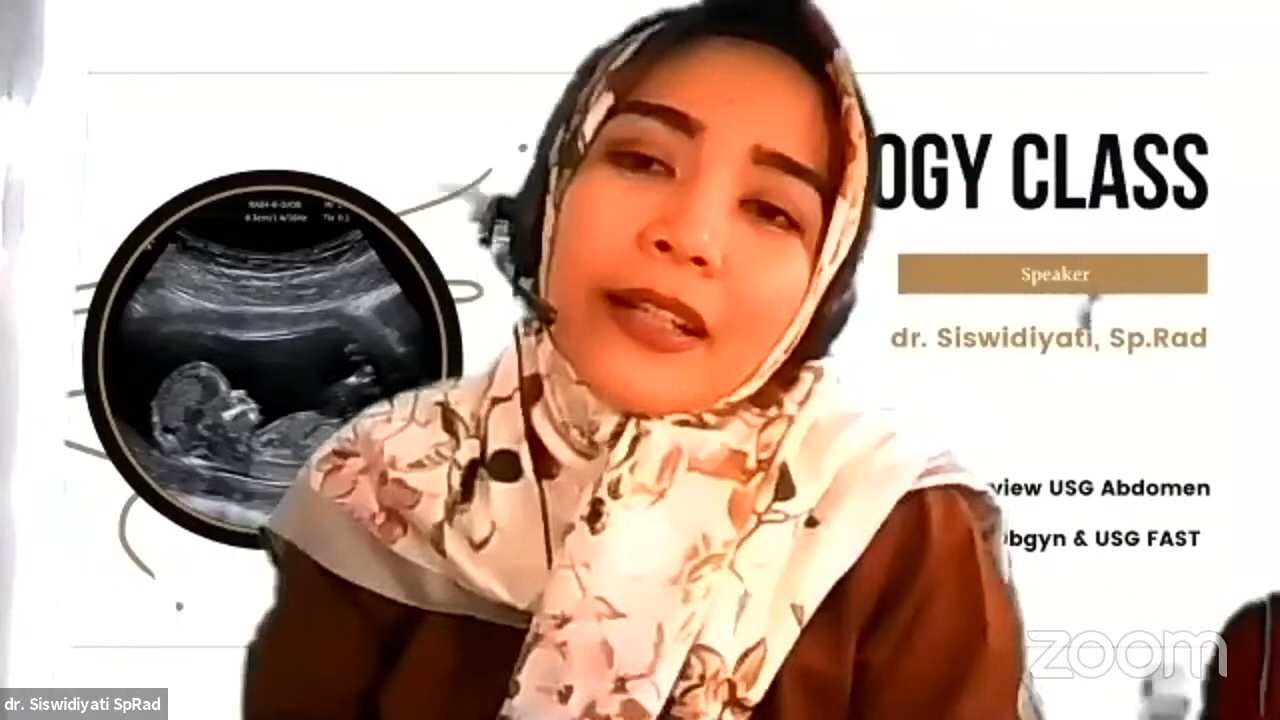 OGY CLASS
Speaker
dr. Siswidiyati, Sp.Rad
view USG Abdomen
bgyn & USG FAST
zoom
dr. Siswidiyati SpRad